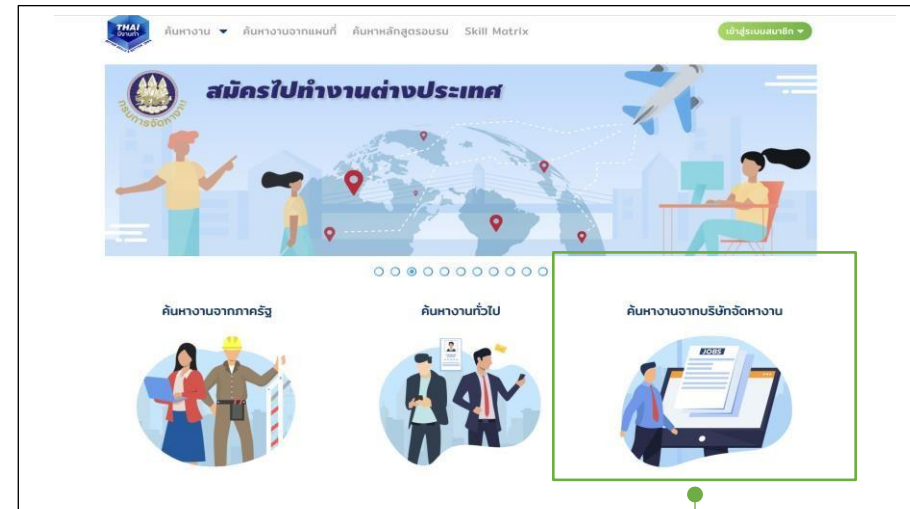 THAI
มีงานทำ
ค้นหางาน
ค้นหางานจากแผนที่
ค้นหาหลักสูตรอบรม
Skill Matrix
เข้าสู่ระบบสมาชิก
กรมการจัดหางาน
สมัครไปทำงานต่างประเทศ
ค้นหางานจากภาครัฐ
ค้นหางานทั่วไป
ค้นหางานจากบริษัทจัดหางาน
JOBS